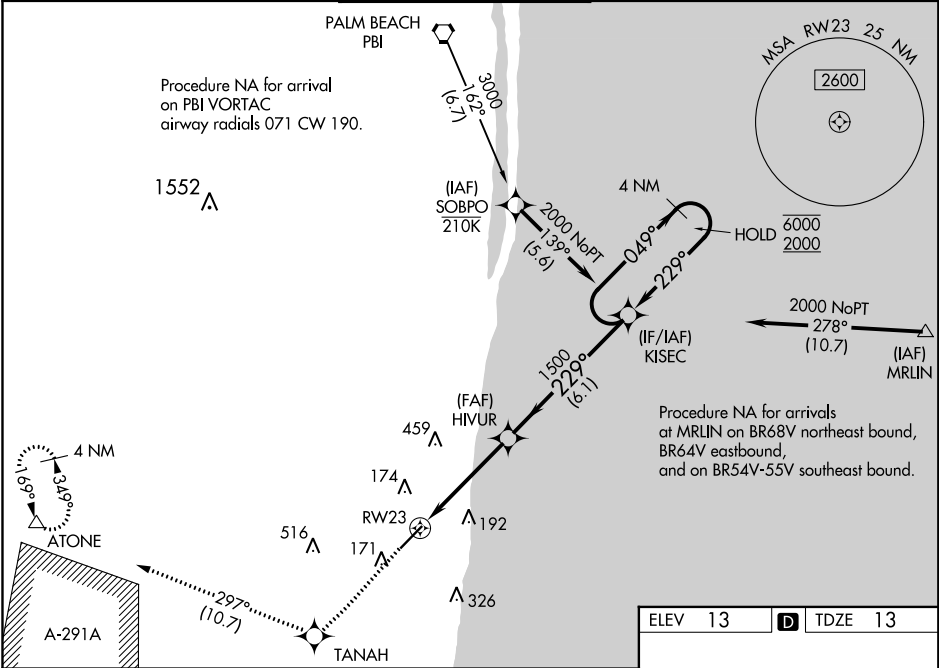 PALM BEACH
PBI
Procedure NA for arrival
on PBI VORTAC
airway radials 071 CW 190.
3000
162°
(6.7)
MSA RW23 25 NM
2600
1552
(IAF)
SOBPO
210K
2000 NoPT
139°
(5.6)
4 NM
049°
229°
HOLD
6000
2000
(IF/IAF)
KISEC
2000 NoPT
278°
(10.7)
(IAF)
MRLIN
1500
229°
(6.1)
(FAF)
HIVUR
Procedure NA for arrivals
at MRLIN on BR68V northeast bound,
BR64V eastbound,
and on BR54V-55V southeast bound.
459
174
RW23
192
516
171
326
4 NM
169°
349°
ATONE
A-291A
297°
(10.7)
TANAH
ELEV 13
D
TDZE 13